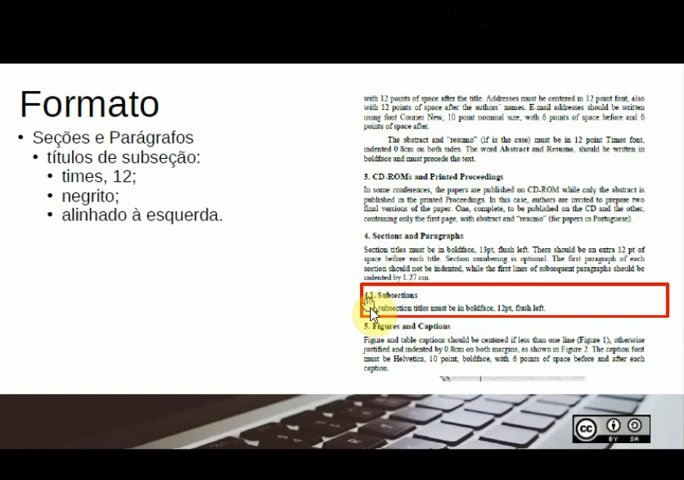 Formato
• Seções e Parágrafos
• títulos de subseção:
• times, 12;
• negrito;
• alinhado à esquerda.
with 12 points of space after the title. Addresses must be centered in 12 point font, also
with 12 points of space after the authors' names. E-mail addresses should be written
using font Courier New, 10 point nominal size, with 6 points of space before and 6
points of space after.
The abstract and "resumo" (if is the case) must be in 12 point Times font,
indented 0.8cm on both sides. The word Abstract and Resumo, should be written in
boldface and must precede the text.
3. CD-ROMs and Printed Proceedings
In some conferences, the papers are published on CD-ROM while only the abstract is
published in the printed Proceedings. In this case, authors are invited to prepare two
final versions of the paper. One, complete, to be published on the CD and the other,
containing only the first page, with abstract and "resumo" (for papers in Portuguese).
4. Sections and Paragraphs
Section titles must be in boldface, 13pt, flush left. There should be an extra 12 pt of
space before each title. Section numbering is optional. The first paragraph of each
section should not be indented, while the first lines of subsequent paragraphs should be
indented by 1.27 cm.
Subsections
subsection titles must be in boldface, 12pt, flush left.
5. Figures and Captions
Figure and table captions should be centered if less than one line (Figure 1), otherwise
justified and indented by 0.8cm on both margins, as shown in Figure 2. The caption font
must be Helvetica, 10 point, boldface, with 6 points of space before and after each
caption.
cc
BY SA